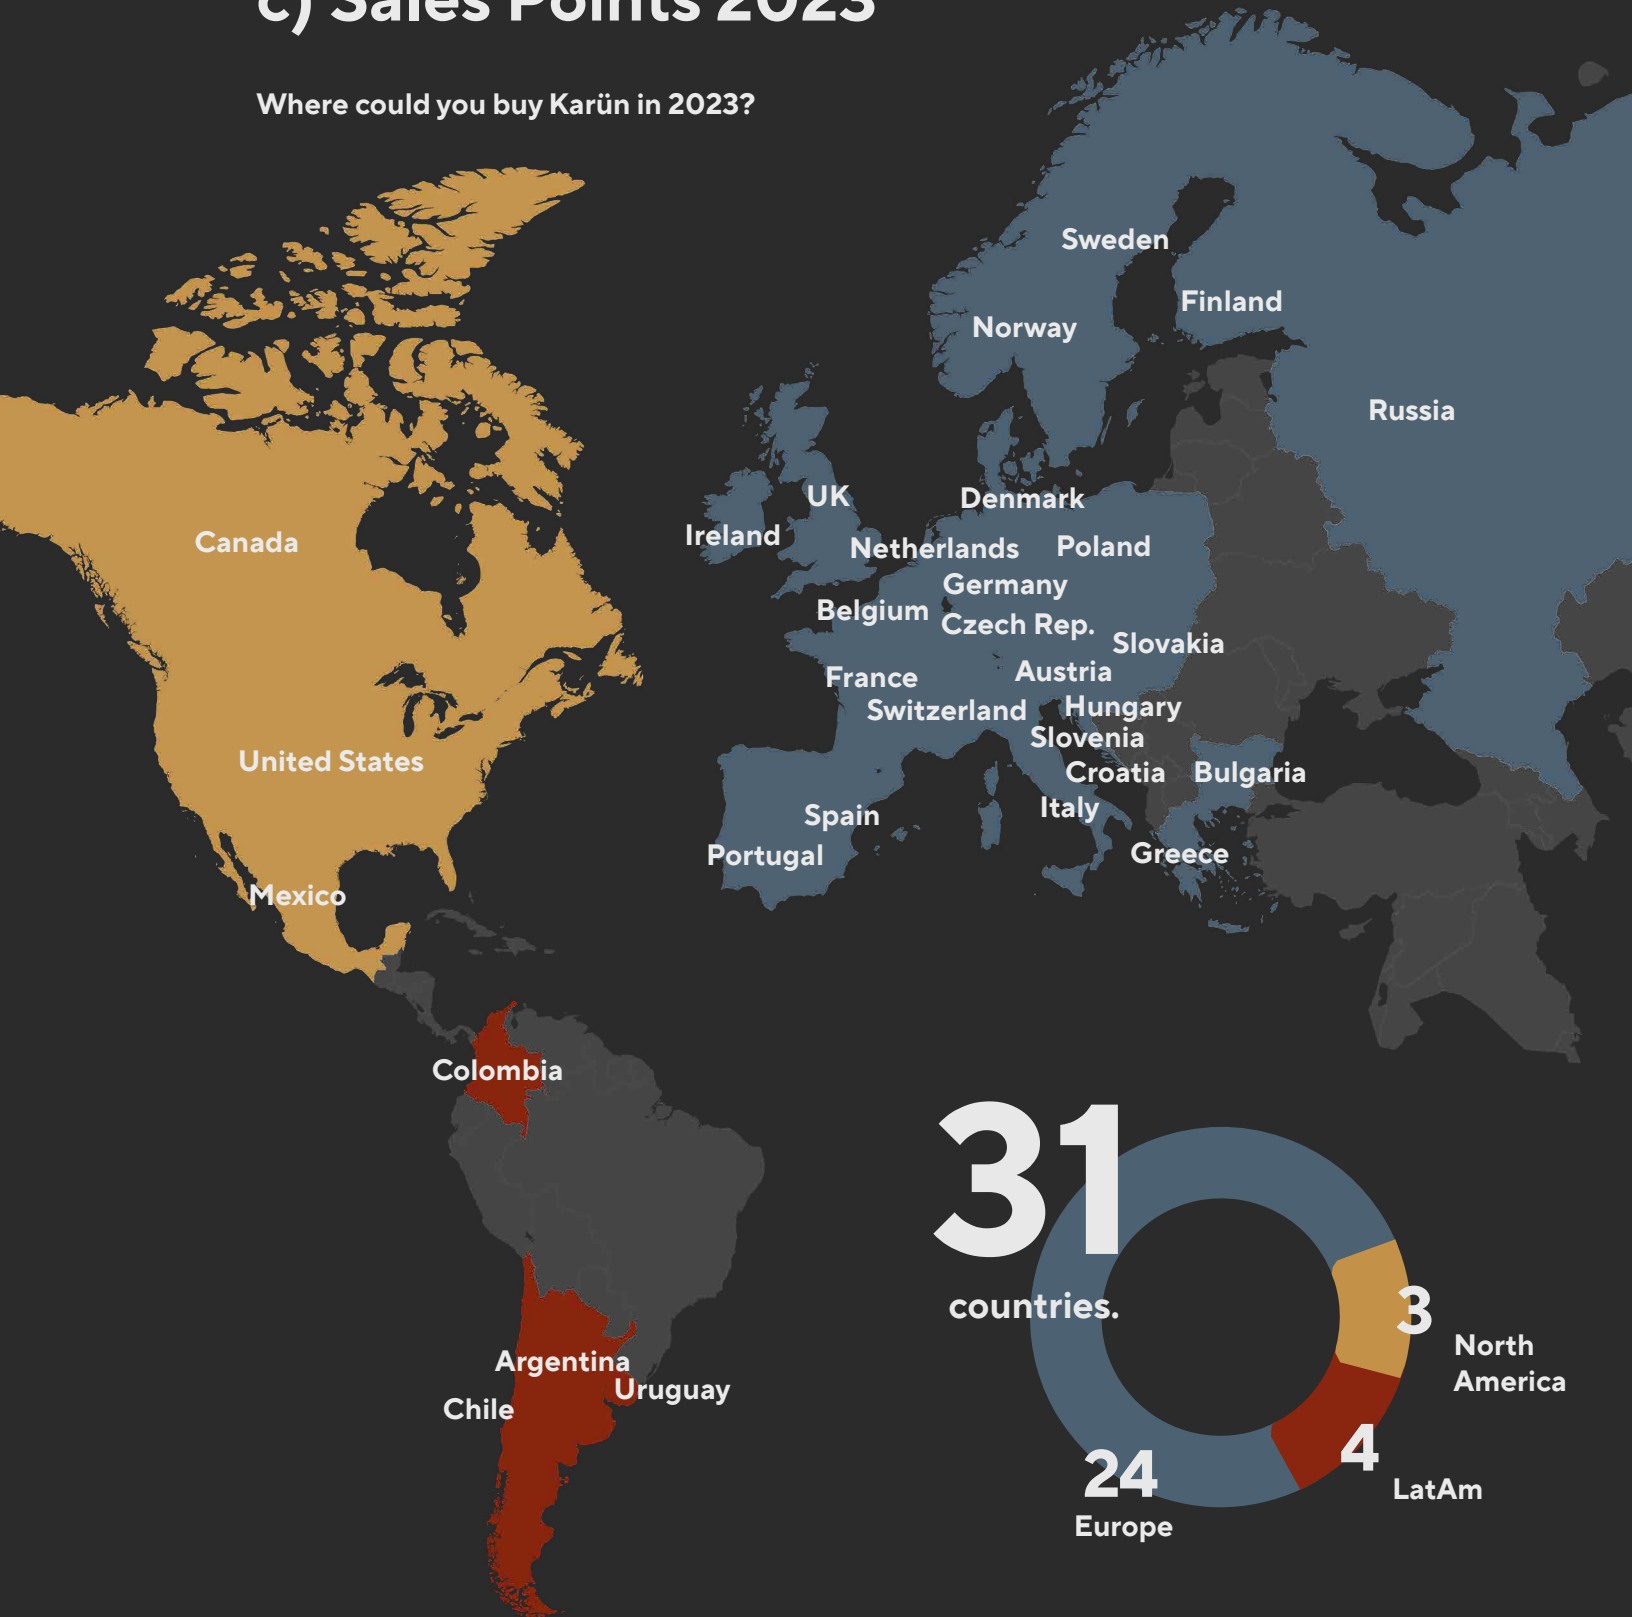 c) Sales Points 2023
Where could you buy Karün in 2023?
Sweden
Finland
Norway
Russia
UK
Denmark
Ireland
Netherlands
Poland
Canada
Germany
Belgium
Czech Rep.
Slovakia
France
Austria
Switzerland
Hungary
Slovenia
United States
Croatia
Bulgaria
Italy
Spain
Portugal
Greece
Mexico
Colombia
31
countries.
3
North
America
Argentina
Uruguay
Chile
4
LatAm
24
Europe